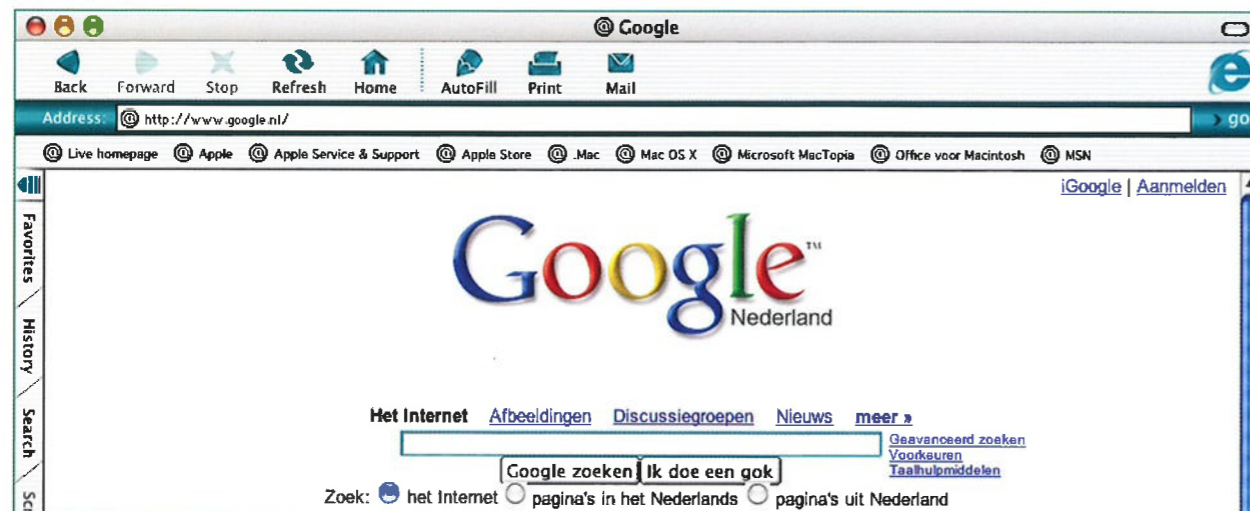 @ Google
Back Forward Stop Refresh Home AutoFill Print Mail
Address: @ http://www.google.nl/ › go
@ Live homepage @ Apple @ Apple Service & Support @ Apple Store @ .Mac @ Mac OS X @ Microsoft MacTopia @ Office voor Macintosh @ MSN
iGoogle | Aanmelden
Favorites
History
Search
Google™
Nederland
Het Internet Afbeeldingen Discussiegroepen Nieuws meer »
Geavanceerd zoeken
Voorkeuren
Google zoeken Ik doe een gok Taalhulpmiddelen
Zoek: het Internet pagina's in het Nederlands pagina's uit Nederland